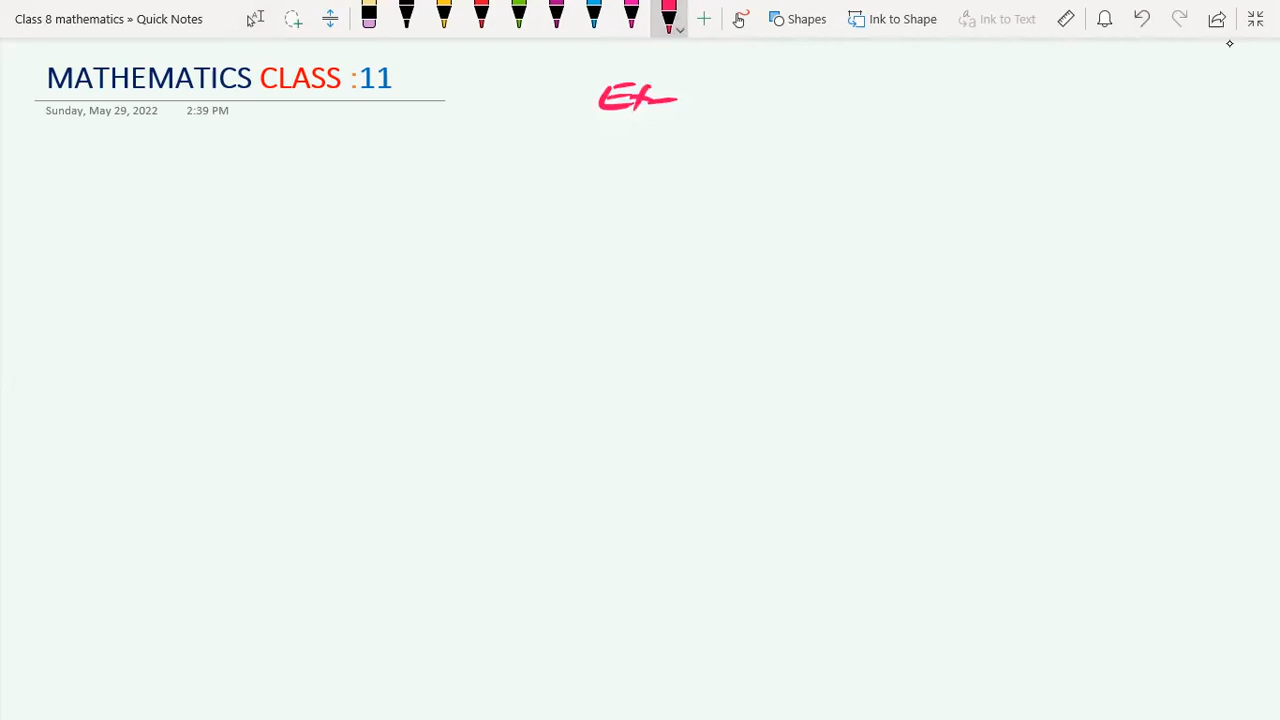 Class 8 mathematics » Quick Notes
Shapes
Ink to Shape
Ink to Text
MATHEMATICS CLASS :11
Sunday, May 29, 2022 2:39 PM
Ex